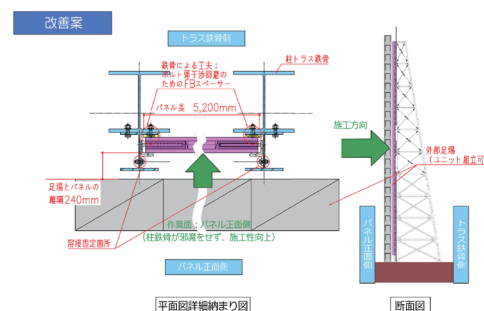 改善案
トラス鉄骨側
柱トラス鉄骨
鉄骨による工夫:
ボルト頭干渉回避の
ためのFBスペーサー
パネル長 5,200mm
施工方向
外部足場
(ユニット組立可
足場とパネルの
離隔240mm
作業面:パネル正面側
(柱鉄骨が邪魔をせず、施工性向上)
溶接固定箇所
パネル正面側
パネル正面側
トラス鉄骨側
平面図詳細納まり図
断面図